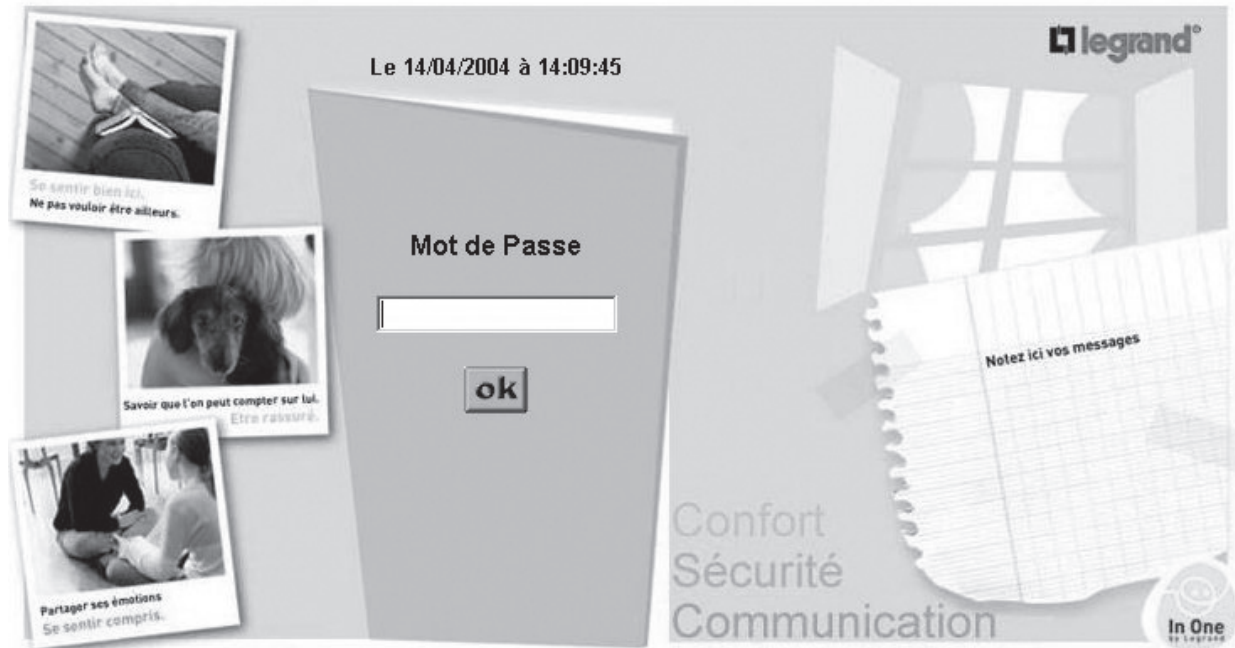 legrand®
Le 14/04/2004 à 14:09:45
Se sentir bien ici.
Ne pas vouloir être ailleurs.
Mot de Passe
Savoir que l'on peut compter sur lui.
Etre rassuré.
ok
Notez ici vos messages
Partager ses émotions
Se sentir compris.
Confort
Sécurité
Communication
In One
by Legrand